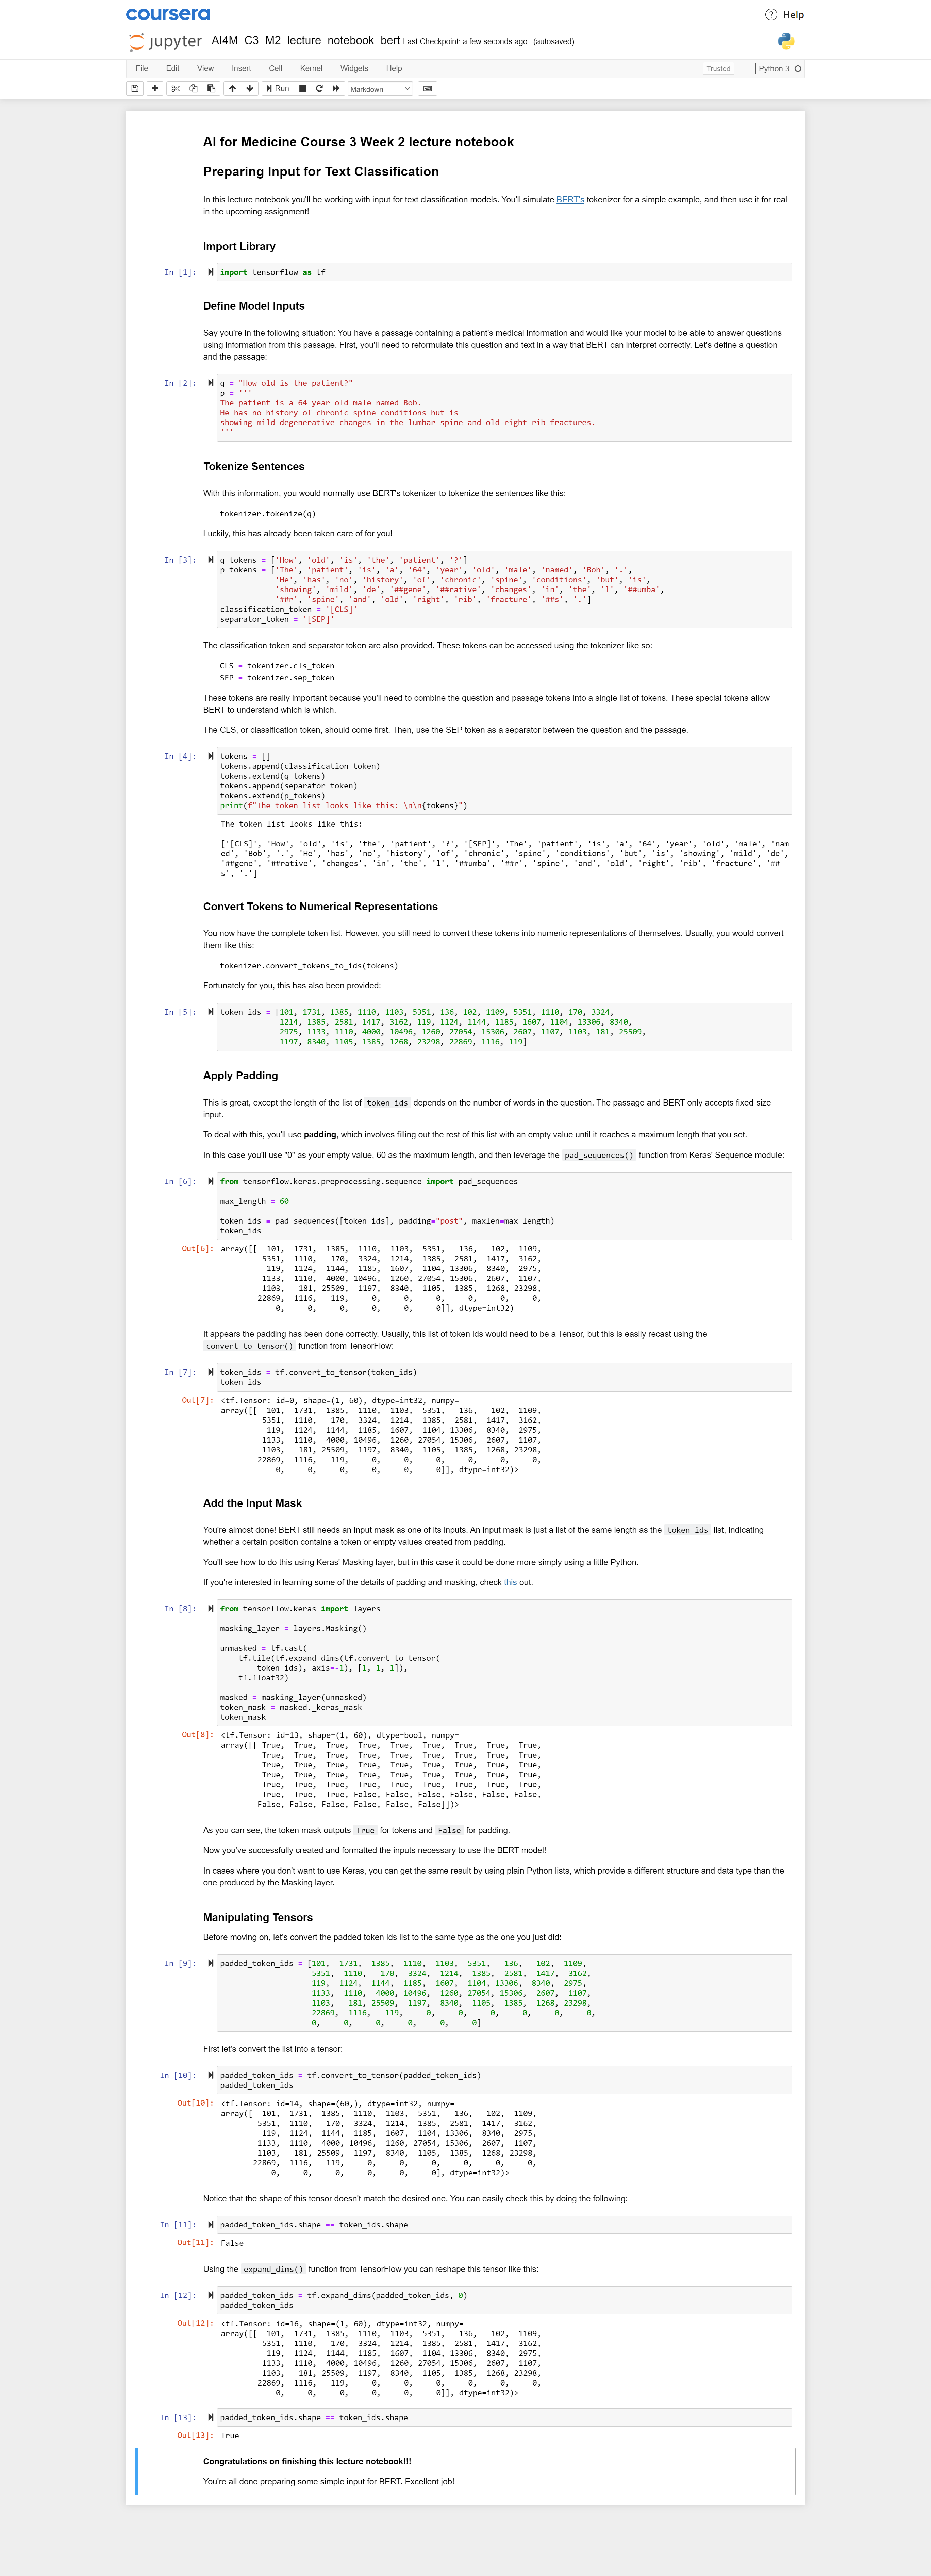 coursera
Help
jupyter AI4M_C3_M2_lecture_notebook_bert Last Checkpoint: a few seconds ago (autosaved)
File Edit View Insert Cell Kernel Widgets Help Trusted Python 3
Run Markdown
AI for Medicine Course 3 Week 2 lecture notebook
Preparing Input for Text Classification
In this lecture notebook you'll be working with input for text classification models. You'll simulate BERT's tokenizer for a simple example, and then use it for real
in the upcoming assignment!
Import Library
In [1]: import tensorflow as tf
Define Model Inputs
Say you're in the following situation: You have a passage containing a patient's medical information and would like your model to be able to answer questions
using information from this passage. First, you'll need to reformulate this question and text in a way that BERT can interpret correctly. Let's define a question
and the passage:
In [2]: q = "How old is the patient?"
p = '''
The patient is a 64-year-old male named Bob.
He has no history of chronic spine conditions but is
showing mild degenerative changes in the lumbar spine and old right rib fractures.
'''
Tokenize Sentences
With this information, you would normally use BERT's tokenizer to tokenize the sentences like this:
tokenizer.tokenize(q)
Luckily, this has already been taken care of for you!
In [3]: q_tokens = ['How', 'old', 'is', 'the', 'patient', '?']
p_tokens = ['The', 'patient', 'is', 'a', '64', 'year', 'old', 'male', 'named', 'Bob', '.',
'He', 'has', 'no', 'history', 'of', 'chronic', 'spine', 'conditions', 'but', 'is',
'showing', 'mild', 'de', '##gene', '##rative', 'changes', 'in', 'the', 'l', '##umba',
'##r', 'spine', 'and', 'old', 'right', 'rib', 'fracture', '##s', '.']
classification_token = '[CLS]'
separator_token = '[SEP]'
The classification token and separator token are also provided. These tokens can be accessed using the tokenizer like so:
CLS = tokenizer.cls_token
SEP = tokenizer.sep_token
These tokens are really important because you'll need to combine the question and passage tokens into a single list of tokens. These special tokens allow
BERT to understand which is which.
The CLS, or classification token, should come first. Then, use the SEP token as a separator between the question and the passage.
In [4]: tokens = []
tokens.append(classification_token)
tokens.extend(q_tokens)
tokens.append(separator_token)
tokens.extend(p_tokens)
print(f"The token list looks like this: \n\n{tokens}")
The token list looks like this:
['[CLS]', 'How', 'old', 'is', 'the', 'patient', '?', '[SEP]', 'The', 'patient', 'is', 'a', '64', 'year', 'old', 'male', 'nam
ed', 'Bob', '.', 'He', 'has', 'no', 'history', 'of', 'chronic', 'spine', 'conditions', 'but', 'is', 'showing', 'mild', 'de',
'##gene', '##rative', 'changes', 'in', 'the', 'l', '##umba', '##r', 'spine', 'and', 'old', 'right', 'rib', 'fracture', '##
s', '.']
Convert Tokens to Numerical Representations
You now have the complete token list. However, you still need to convert these tokens into numeric representations of themselves. Usually, you would convert
them like this:
tokenizer.convert_tokens_to_ids(tokens)
Fortunately for you, this has also been provided:
In [5]: token_ids = [101, 1731, 1385, 1110, 1103, 5351, 136, 102, 1109, 5351, 1110, 170, 3324,
1214, 1385, 2581, 1417, 3162, 119, 1124, 1144, 1185, 1607, 1104, 13306, 8340,
2975, 1133, 1110, 4000, 10496, 1260, 27054, 15306, 2607, 1107, 1103, 181, 25509,
1197, 8340, 1105, 1385, 1268, 23298, 22869, 1116, 119]
Apply Padding
This is great, except the length of the list of token ids depends on the number of words in the question. The passage and BERT only accepts fixed-size
input.
To deal with this, you'll use padding, which involves filling out the rest of this list with an empty value until it reaches a maximum length that you set.
In this case you'll use "0" as your empty value, 60 as the maximum length, and then leverage the pad_sequences() function from Keras' Sequence module:
In [6]: from tensorflow.keras.preprocessing.sequence import pad_sequences
max_length = 60
token_ids = pad_sequences([token_ids], padding="post", maxlen=max_length)
token_ids
Out[6]: array([[ 101, 1731, 1385, 1110, 1103, 5351, 136, 102, 1109,
5351, 1110, 170, 3324, 1214, 1385, 2581, 1417, 3162,
119, 1124, 1144, 1185, 1607, 1104, 13306, 8340, 2975,
1133, 1110, 4000, 10496, 1260, 27054, 15306, 2607, 1107,
1103, 181, 25509, 1197, 8340, 1105, 1385, 1268, 23298,
22869, 1116, 119, 0, 0, 0, 0, 0, 0,
0, 0, 0, 0, 0, 0]], dtype=int32)
It appears the padding has been done correctly. Usually, this list of token ids would need to be a Tensor, but this is easily recast using the
convert_to_tensor() function from TensorFlow:
In [7]: token_ids = tf.convert_to_tensor(token_ids)
token_ids
Out[7]: <tf.Tensor: id=0, shape=(1, 60), dtype=int32, numpy=
array([[ 101, 1731, 1385, 1110, 1103, 5351, 136, 102, 1109,
5351, 1110, 170, 3324, 1214, 1385, 2581, 1417, 3162,
119, 1124, 1144, 1185, 1607, 1104, 13306, 8340, 2975,
1133, 1110, 4000, 10496, 1260, 27054, 15306, 2607, 1107,
1103, 181, 25509, 1197, 8340, 1105, 1385, 1268, 23298,
22869, 1116, 119, 0, 0, 0, 0, 0, 0,
0, 0, 0, 0, 0, 0]], dtype=int32)>
Add the Input Mask
You're almost done! BERT still needs an input mask as one of its inputs. An input mask is just a list of the same length as the token ids list, indicating
whether a certain position contains a token or empty values created from padding.
You'll see how to do this using Keras' Masking layer, but in this case it could be done more simply using a little Python.
If you're interested in learning some of the details of padding and masking, check this out.
In [8]: from tensorflow.keras import layers
masking_layer = layers.Masking()
unmasked = tf.cast(
tf.tile(tf.expand_dims(tf.convert_to_tensor(
token_ids), axis=-1), [1, 1, 1]),
tf.float32)
masked = masking_layer(unmasked)
token_mask = masked._keras_mask
token_mask
Out[8]: <tf.Tensor: id=13, shape=(1, 60), dtype=bool, numpy=
array([[ True, True, True, True, True, True, True, True, True,
True, True, True, True, True, True, True, True, True,
True, True, True, True, True, True, True, True, True,
True, True, True, True, True, True, True, True, True,
True, True, True, True, True, True, True, True, True,
True, True, True, False, False, False, False, False, False,
False, False, False, False, False, False]])>
As you can see, the token mask outputs True for tokens and False for padding.
Now you've successfully created and formatted the inputs necessary to use the BERT model!
In cases where you don't want to use Keras, you can get the same result by using plain Python lists, which provide a different structure and data type than the
one produced by the Masking layer.
Manipulating Tensors
Before moving on, let's convert the padded token ids list to the same type as the one you just did:
In [9]: padded_token_ids = [101, 1731, 1385, 1110, 1103, 5351, 136, 102, 1109,
5351, 1110, 170, 3324, 1214, 1385, 2581, 1417, 3162,
119, 1124, 1144, 1185, 1607, 1104, 13306, 8340, 2975,
1133, 1110, 4000, 10496, 1260, 27054, 15306, 2607, 1107,
1103, 181, 25509, 1197, 8340, 1105, 1385, 1268, 23298,
22869, 1116, 119, 0, 0, 0, 0, 0, 0,
0, 0, 0, 0, 0, 0]
First let's convert the list into a tensor:
In [10]: padded_token_ids = tf.convert_to_tensor(padded_token_ids)
padded_token_ids
Out[10]: <tf.Tensor: id=14, shape=(60,), dtype=int32, numpy=
array([ 101, 1731, 1385, 1110, 1103, 5351, 136, 102, 1109,
5351, 1110, 170, 3324, 1214, 1385, 2581, 1417, 3162,
119, 1124, 1144, 1185, 1607, 1104, 13306, 8340, 2975,
1133, 1110, 4000, 10496, 1260, 27054, 15306, 2607, 1107,
1103, 181, 25509, 1197, 8340, 1105, 1385, 1268, 23298,
22869, 1116, 119, 0, 0, 0, 0, 0, 0,
0, 0, 0, 0, 0, 0], dtype=int32)>
Notice that the shape of this tensor doesn't match the desired one. You can easily check this by doing the following:
In [11]: padded_token_ids.shape == token_ids.shape
Out[11]: False
Using the expand_dims() function from TensorFlow you can reshape this tensor like this:
In [12]: padded_token_ids = tf.expand_dims(padded_token_ids, 0)
padded_token_ids
Out[12]: <tf.Tensor: id=16, shape=(1, 60), dtype=int32, numpy=
array([[ 101, 1731, 1385, 1110, 1103, 5351, 136, 102, 1109,
5351, 1110, 170, 3324, 1214, 1385, 2581, 1417, 3162,
119, 1124, 1144, 1185, 1607, 1104, 13306, 8340, 2975,
1133, 1110, 4000, 10496, 1260, 27054, 15306, 2607, 1107,
1103, 181, 25509, 1197, 8340, 1105, 1385, 1268, 23298,
22869, 1116, 119, 0, 0, 0, 0, 0, 0,
0, 0, 0, 0, 0, 0]], dtype=int32)>
In [13]: padded_token_ids.shape == token_ids.shape
Out[13]: True
Congratulations on finishing this lecture notebook!!!
You're all done preparing some simple input for BERT. Excellent job!